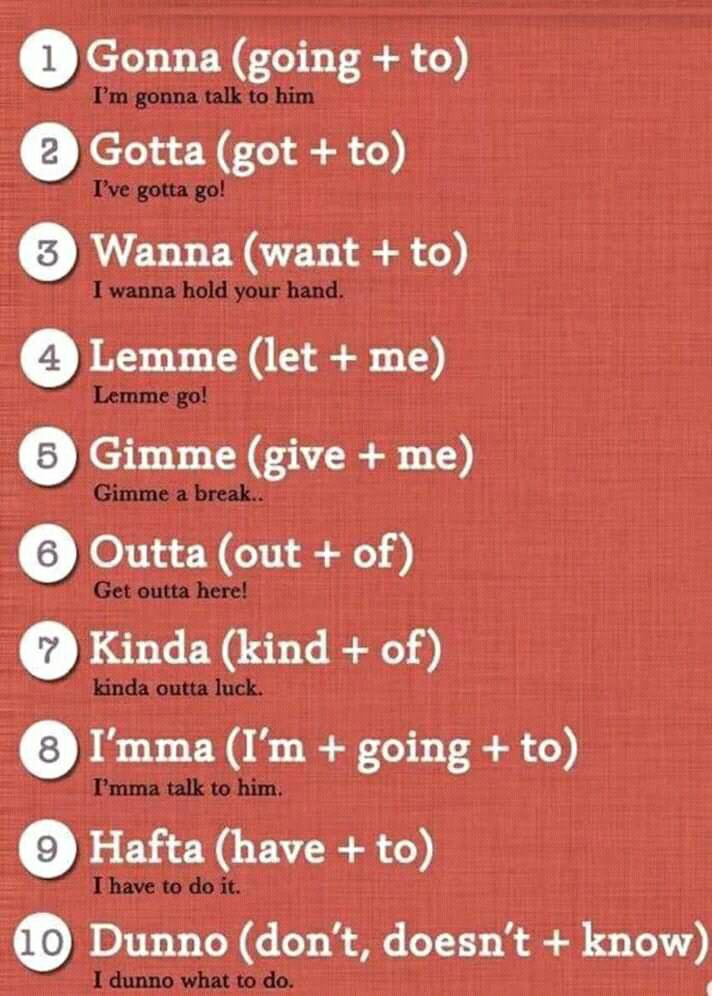 1 Gonna (going + to)
I'm gonna talk to him
2 Gotta (got + to)
I've gotta go!
3 Wanna (want + to)
I wanna hold your hand.
4 Lemme (let + me)
Lemme go!
5 Gimme (give + me)
Gimme a break..
6 Outta (out + of)
Get outta here!
7 Kinda (kind + of)
kinda outta luck.
8 I'mma (I'm + going + to)
I'mma talk to him.
9 Hafta (have + to)
I have to do it.
10 Dunno (don't, doesn't + know)
I dunno what to do.